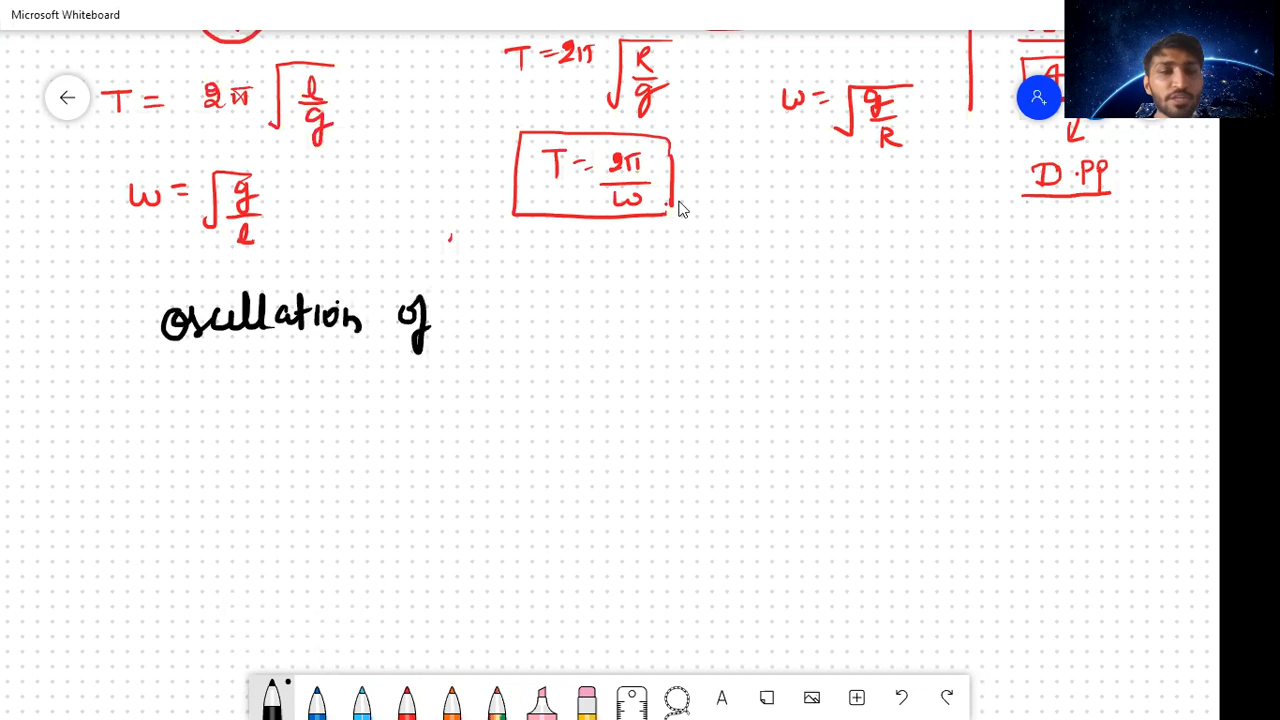 Microsoft Whiteboard
T = 2π √(l/g)
T = 2π √(R/g)
ω = √(g/R)
T = 2π/ω
D.PP
ω = √(g/l)
oscillation of
A